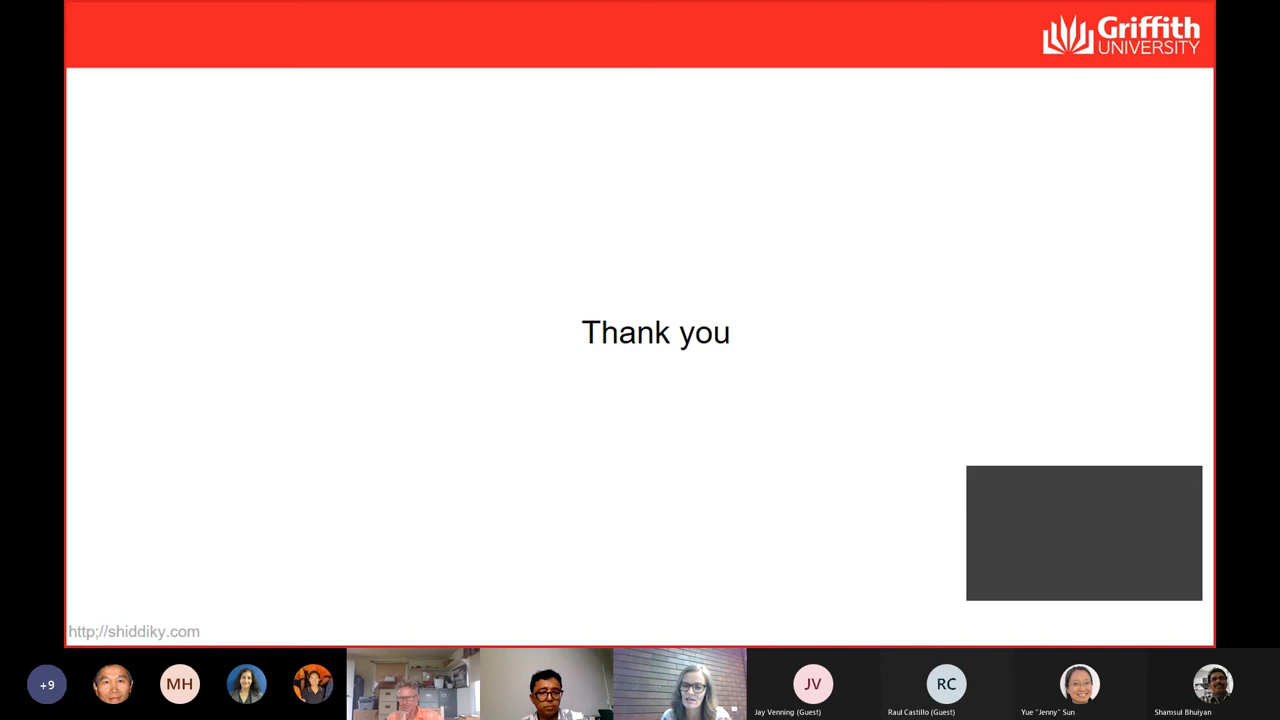 Griffith
UNIVERSITY
Thank you
http;//shiddiky.com
+9
MH
JV
RC
Jay Venning (Guest)
Raul Castillo (Guest)
Yue "Jenny" Sun
Shamsul Bhuiyan